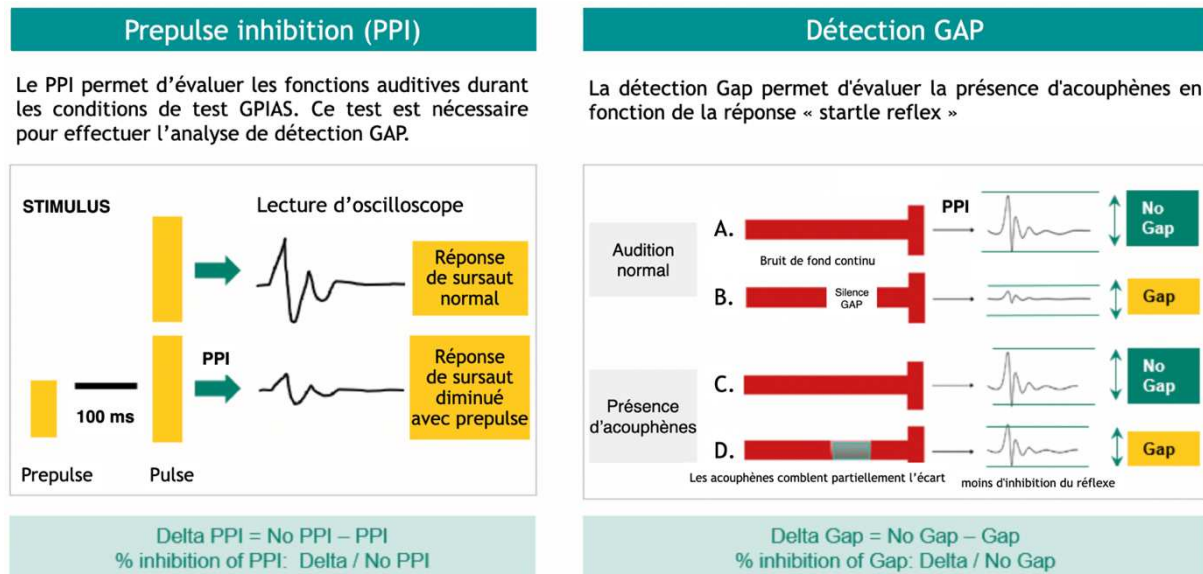 Prepulse inhibition (PPI)
Le PPI permet d'évaluer les fonctions auditives durant
les conditions de test GPIAS. Ce test est nécessaire
pour effectuer l'analyse de détection GAP.
STIMULUS
Lecture d'oscilloscope
Réponse
de sursaut
normal
PPI
Réponse
de sursaut
diminué
avec prepulse
100 ms
Prepulse
Pulse
Delta PPI = No PPI – PPI
% inhibition of PPI: Delta / No PPI
Détection GAP
La détection Gap permet d'évaluer la présence d'acouphènes en
fonction de la réponse « startle reflex »
Audition
normal
A.
Bruit de fond continu
PPI
No
Gap
B.
Silence
GAP
Gap
Présence
d'acouphènes
C.
No
Gap
D.
Gap
Les acouphènes comblent partiellement l'écart
moins d'inhibition du réflexe
Delta Gap = No Gap – Gap
% inhibition of Gap: Delta / No Gap